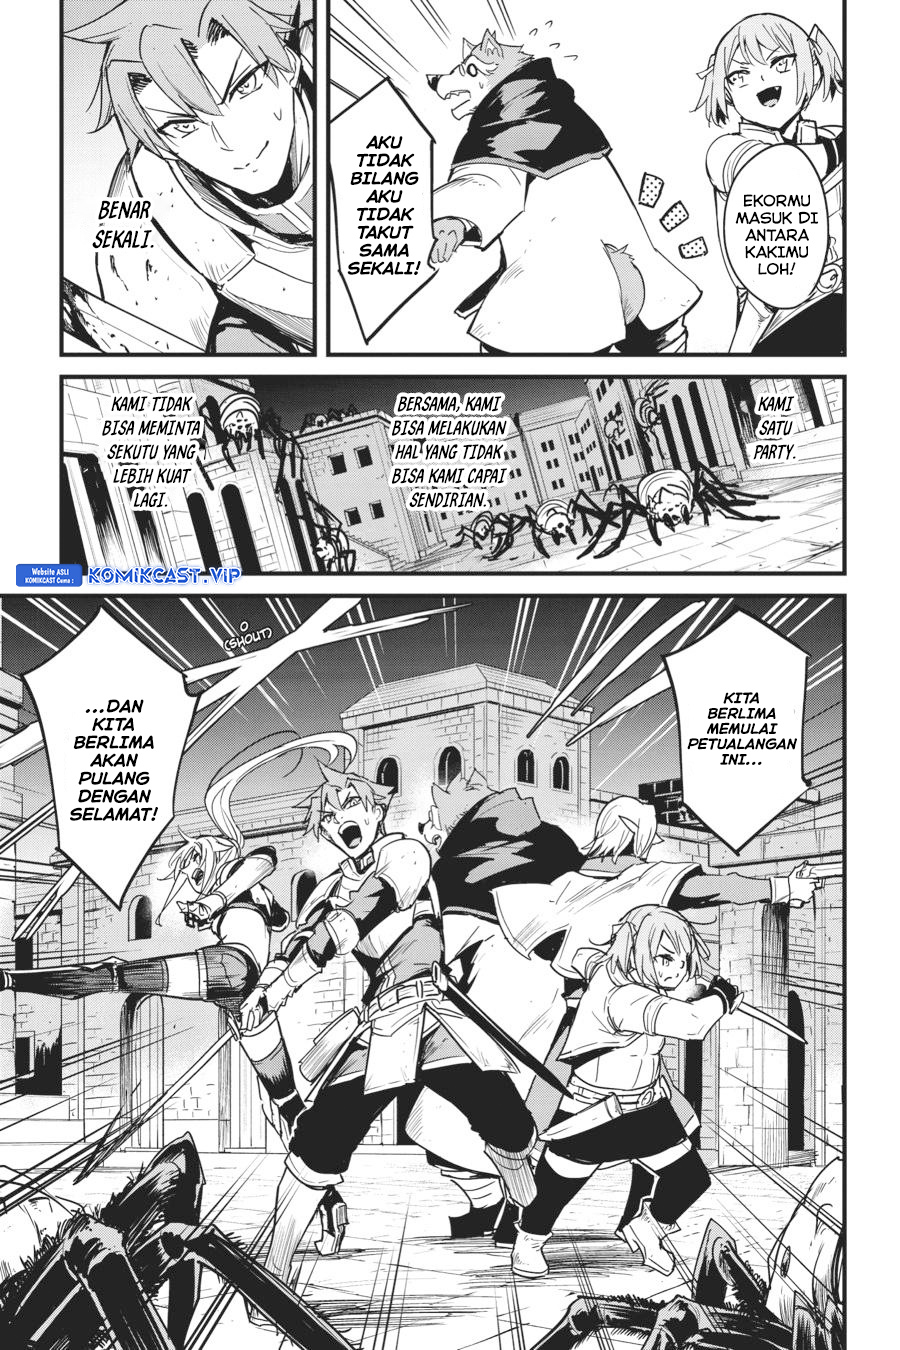 EKORMU
MASUK DI
ANTARA
KAKIMU
LOH!
AKU
TIDAK
BILANG
AKU
TIDAK
TAKUT
SAMA
SEKALI!
BENAR
SEKALI.
KAMI
SATU
PARTY.
BERSAMA, KAMI
BISA MELAKUKAN
HAL YANG TIDAK
BISA KAMI CAPAI
SENDIRIAN.
KAMI TIDAK
BISA MEMINTA
SEKUTU YANG
LEBIH KUAT
LAGI.
Website ASLI
KOMIKCAST Cuma :
KOMIKCAST.VIP
KITA
BERLIMA
MEMULAI
PETUALANGAN
INI...
O
(SHOUT)
...DAN
KITA
BERLIMA
AKAN
PULANG
DENGAN
SELAMAT!